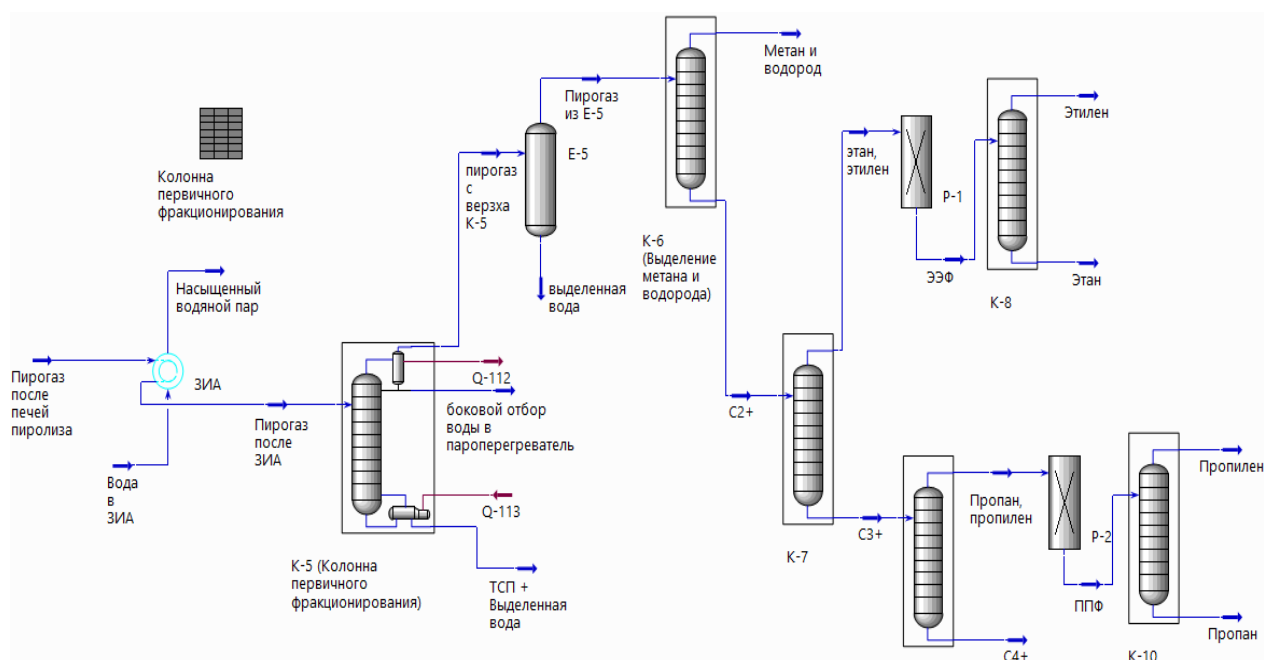 Метан и
водород
Пирогаз
из Е-5
Этилен
Е-5
этан,
этилен
Колонна
первичного
фракционирования
пирогаз
с
верзха
К-5
Р-1
К-6
(Выделение
метана и
водорода)
ЭЭФ
Этан
Насыщенный
водяной пар
выделенная
вода
К-8
Пирогаз
после
печей
пиролиза
ЗИА
Q-112
боковой отбор
воды в
пароперегреватель
С2+
Пирогаз
после
ЗИА
Вода
в
ЗИА
Q-113
Пропан,
пропилен
Пропилен
С3+
Р-2
К-7
К-5 (Колонна
первичного
фракционирования)
ТСП +
Выделенная
вода
ППФ
Пропан
С4+
К-10